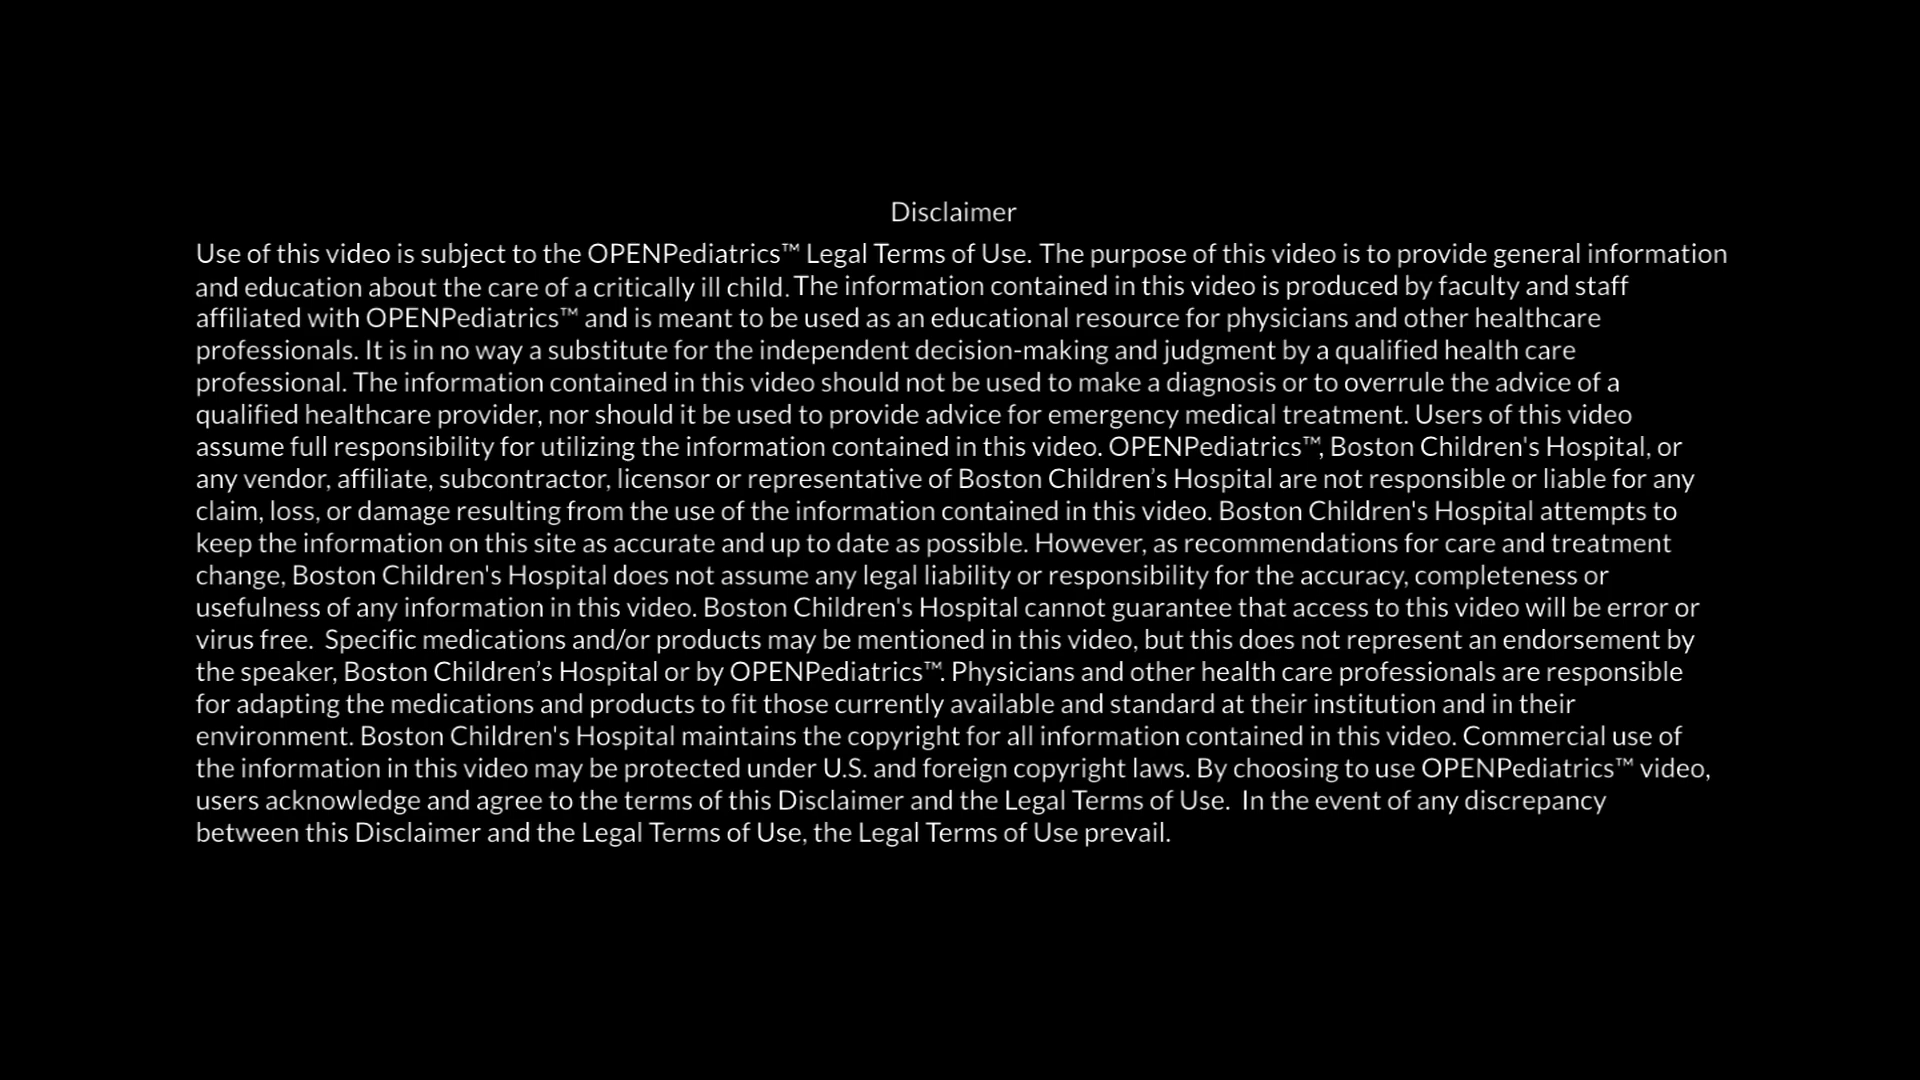 Disclaimer
Use of this video is subject to the OPENPediatrics™ Legal Terms of Use. The purpose of this video is to provide general information
and education about the care of a critically ill child. The information contained in this video is produced by faculty and staff
affiliated with OPENPediatrics™ and is meant to be used as an educational resource for physicians and other healthcare
professionals. It is in no way a substitute for the independent decision-making and judgment by a qualified health care
professional. The information contained in this video should not be used to make a diagnosis or to overrule the advice of a
qualified healthcare provider, nor should it be used to provide advice for emergency medical treatment. Users of this video
assume full responsibility for utilizing the information contained in this video. OPENPediatrics™, Boston Children's Hospital, or
any vendor, affiliate, subcontractor, licensor or representative of Boston Children’s Hospital are not responsible or liable for any
claim, loss, or damage resulting from the use of the information contained in this video. Boston Children's Hospital attempts to
keep the information on this site as accurate and up to date as possible. However, as recommendations for care and treatment
change, Boston Children's Hospital does not assume any legal liability or responsibility for the accuracy, completeness or
usefulness of any information in this video. Boston Children's Hospital cannot guarantee that access to this video will be error or
virus free.  Specific medications and/or products may be mentioned in this video, but this does not represent an endorsement by
the speaker, Boston Children’s Hospital or by OPENPediatrics™. Physicians and other health care professionals are responsible
for adapting the medications and products to fit those currently available and standard at their institution and in their
environment. Boston Children's Hospital maintains the copyright for all information contained in this video. Commercial use of
the information in this video may be protected under U.S. and foreign copyright laws. By choosing to use OPENPediatrics™ video,
users acknowledge and agree to the terms of this Disclaimer and the Legal Terms of Use.  In the event of any discrepancy
between this Disclaimer and the Legal Terms of Use, the Legal Terms of Use prevail.